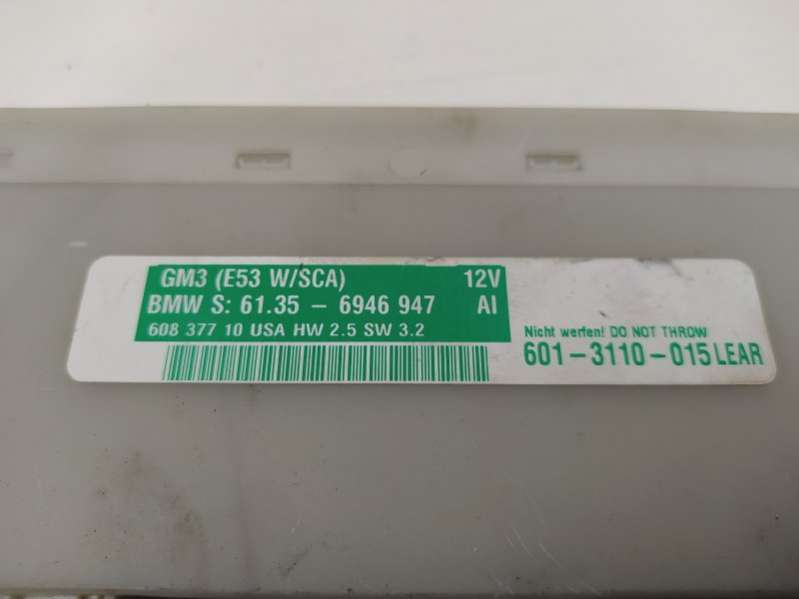 GM3 (E53 W/SCA) 12V
BMW S: 61.35 - 6946 947 AI
608 377 10 USA HW 2.5 SW 3.2
Nicht werfen! DO NOT THROW
601-3110-015 LEAR